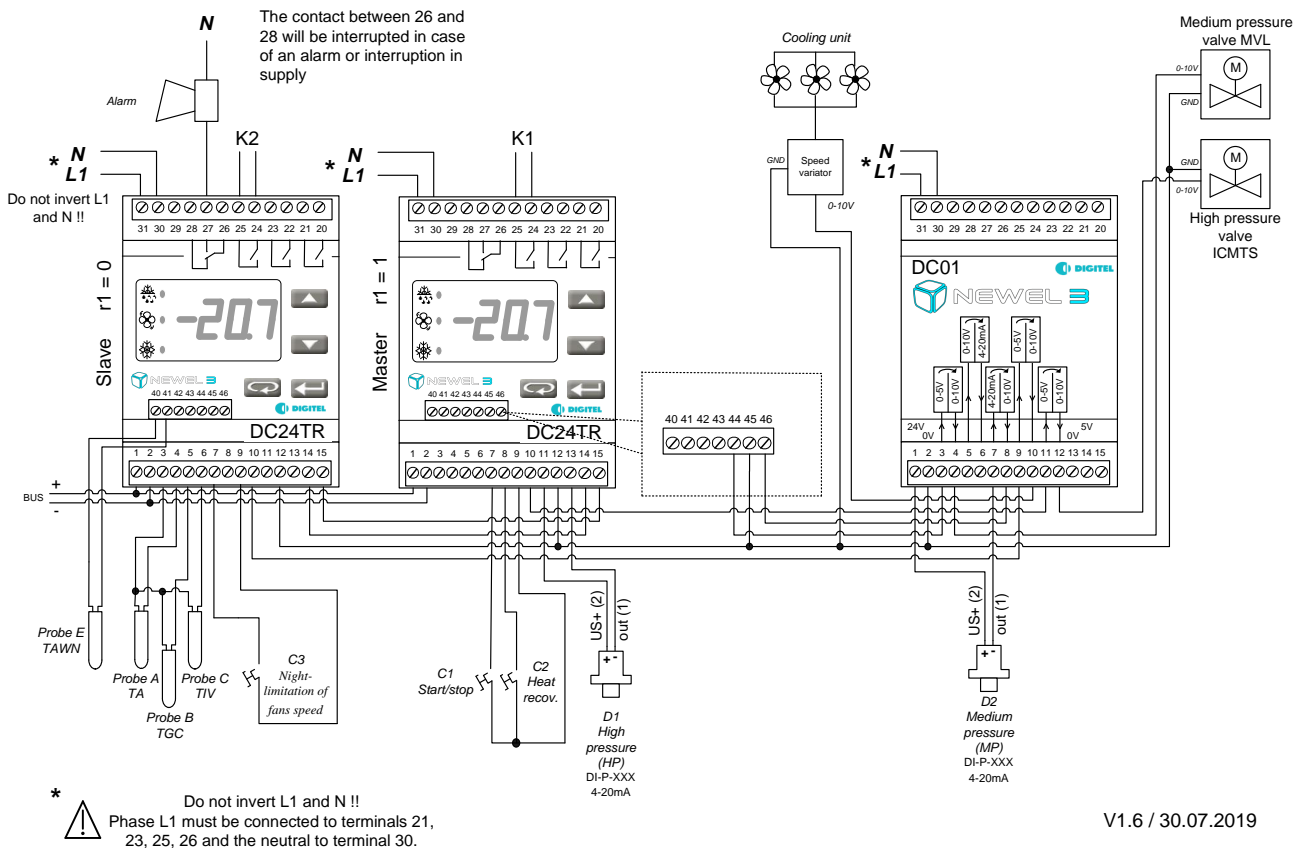 N
The contact between 26 and
28 will be interrupted in case
of an alarm or interruption in
supply
Alarm
* N
L1
K2
Do not invert L1
and N !!
31 30 29 28 27 26 25 24 23 22 21 20
Slave r1 = 0
-20.7
NEWEL 3
40 41 42 43 44 45 46
DIGITEL
DC24TR
1 2 3 4 5 6 7 8 9 10 11 12 13 14 15
* N
L1
K1
31 30 29 28 27 26 25 24 23 22 21 20
Master r1 = 1
-20.7
NEWEL 3
40 41 42 43 44 45 46
DIGITEL
DC24TR
1 2 3 4 5 6 7 8 9 10 11 12 13 14 15
40 41 42 43 44 45 46
Cooling unit
GND
Speed
variator
0-10V
* N
L1
31 30 29 28 27 26 25 24 23 22 21 20
DC01
DIGITEL
NEWEL 3
0-10V
4-20mA
0-5V
0-10V
0-5V
0-10V
4-20mA
0-10V
0-5V
0-10V
24V
0V
5V
0V
1 2 3 4 5 6 7 8 9 10 11 12 13 14 15
Medium pressure
valve MVL
0-10V
M
GND
GND
M
0-10V
High pressure
valve
ICMTS
BUS
+
-
Probe E
TAWN
Probe A
TA
Probe B
TGC
Probe C
TIV
C3
Night-
limitation of
fans speed
C1
Start/stop
C2
Heat
recov.
US+ (2)
out (1)
+ -
D1
High
pressure
(HP)
DI-P-XXX
4-20mA
US+ (2)
out (1)
+ -
D2
Medium
pressure
(MP)
DI-P-XXX
4-20mA
*
Do not invert L1 and N !!
Phase L1 must be connected to terminals 21,
23, 25, 26 and the neutral to terminal 30.
V1.6 / 30.07.2019